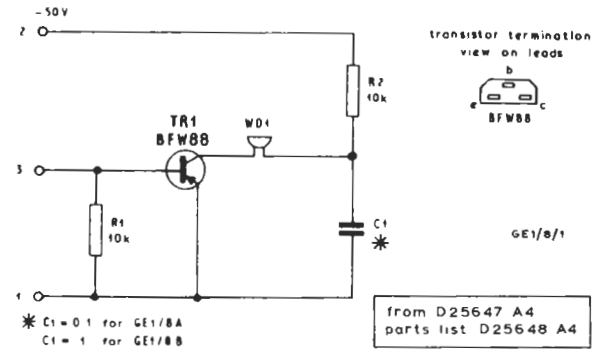 -50V
2
transistor termination
view on leads
b
e
c
BFW88
R2
10k
TR1
BFW88
W01
3
R1
10k
C1
✳
GE1/8/1
1
✳ C1 = 0 1 for GE1/8A
C1 = 1 for GE1/8B
from D25647 A4
parts list D25648 A4